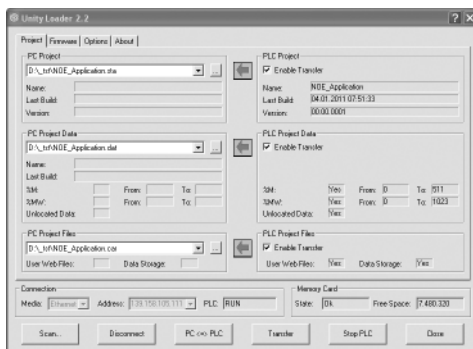 Unity Loader 2.2
Project Firmware Options About
PC Project
D:\_tsf\NOE_Application.sta
...
Name:
Last Build:
Version:
PLC Project
Enable Transfer
Name: NOE_Application
Last Build: 04.01.2011 07:51:33
Version: 00.00.0001
PC Project Data
D:\_tsf\NOE_Application.dat
...
Name:
Last Build:
%M: From: To:
%MW: From: To:
Unlocated Data:
PLC Project Data
Enable Transfer
%M: Yes From: 0 To: 511
%MW: Yes From: 0 To: 1023
Unlocated Data: Yes
PC Project Files
D:\_tsf\NOE_Application.car
...
User Web Files: Data Storage:
PLC Project Files
Enable Transfer
User Web Files: Yes Data Storage: Yes
Connection
Media: Ethernet Address: 139.158.105.111 PLC: RUN
Memory Card
State: Ok Free Space: 7.480.320
Scan... Disconnect PC <=> PLC Transfer Stop PLC Close